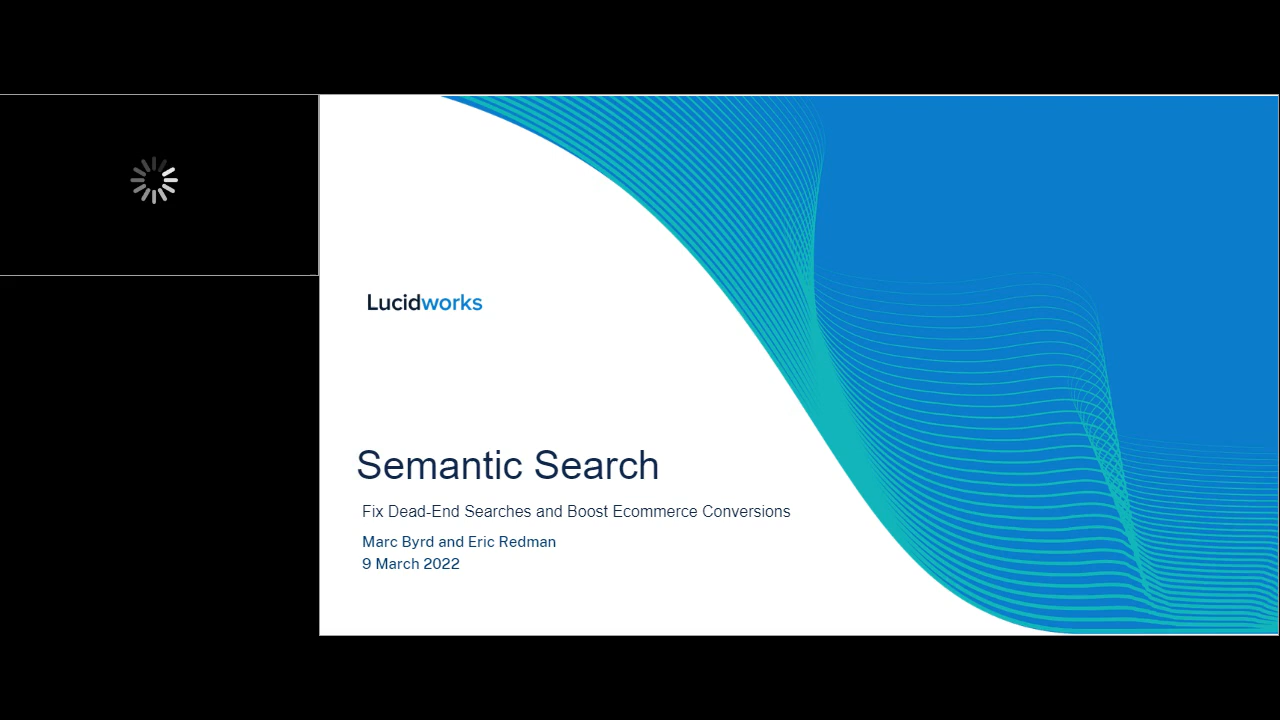 Lucidworks
Semantic Search
Fix Dead-End Searches and Boost Ecommerce Conversions
Marc Byrd and Eric Redman
9 March 2022